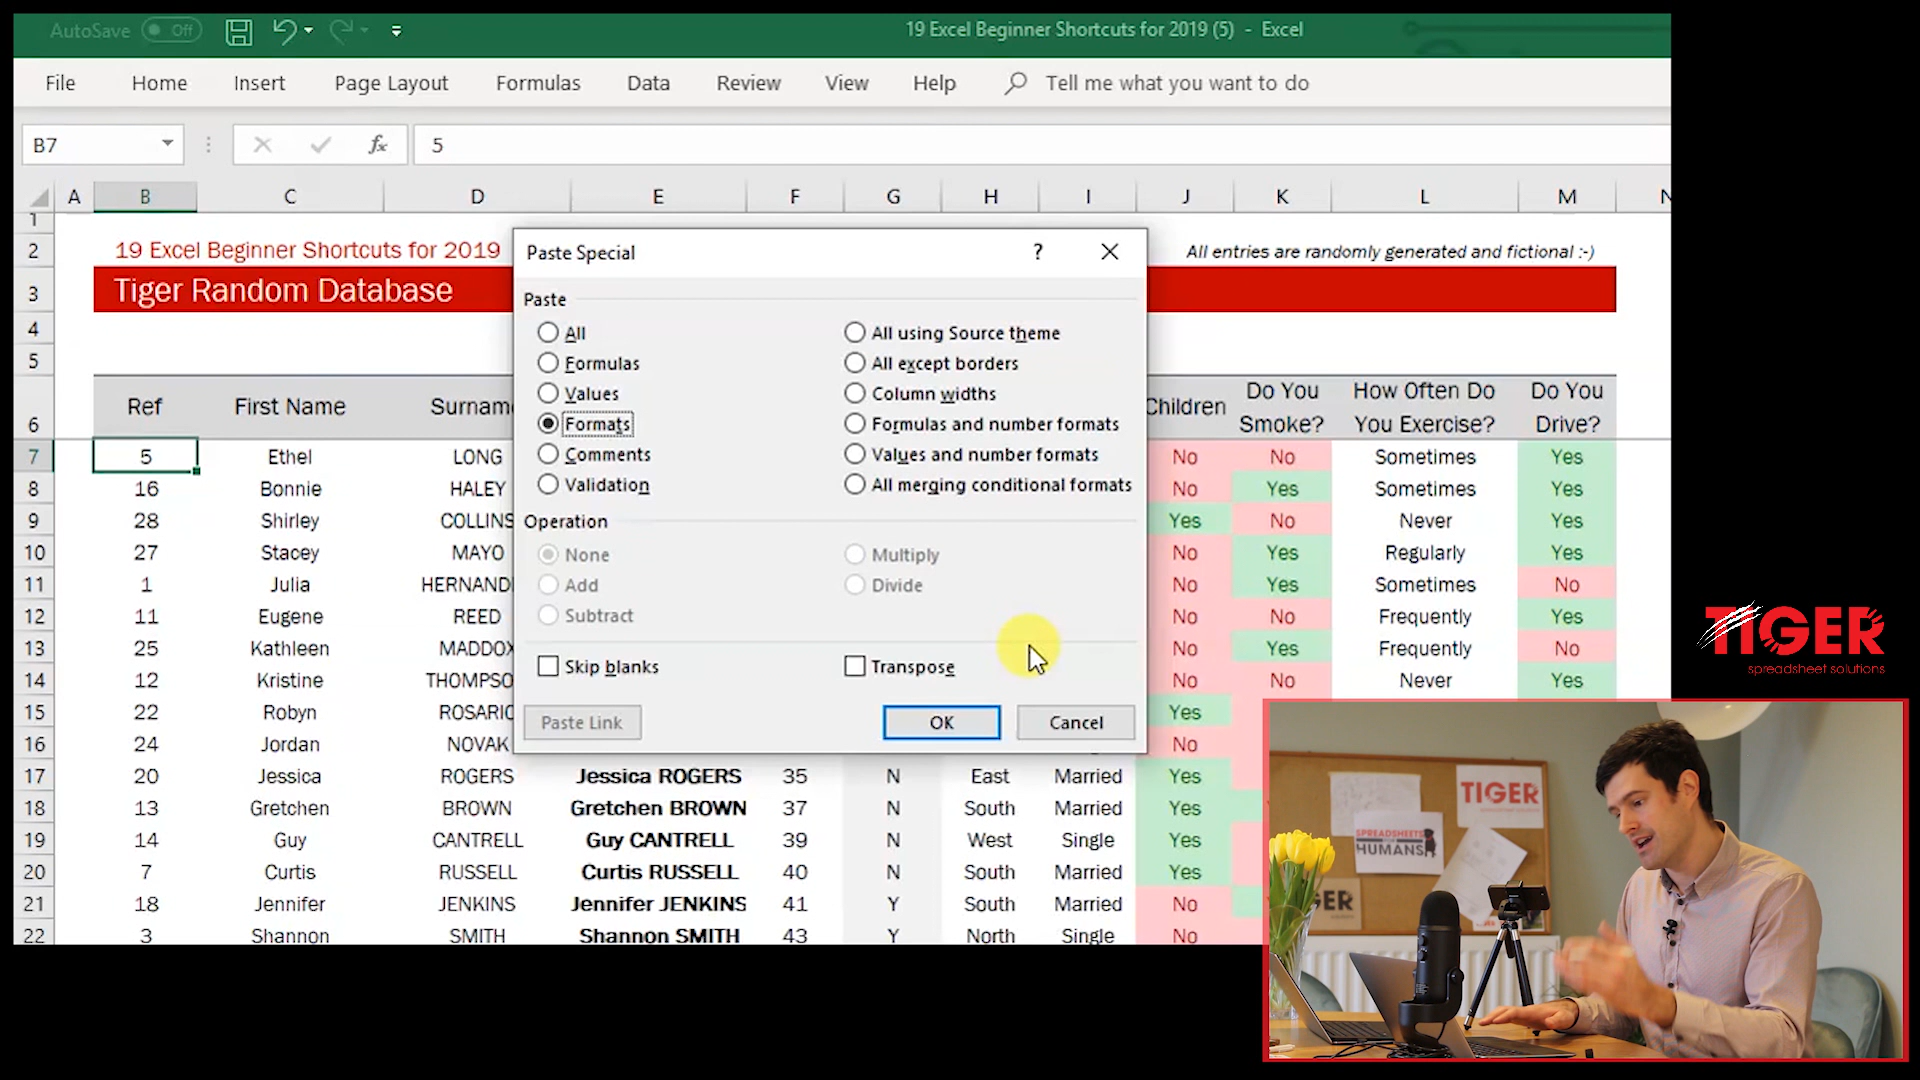 AutoSave Off
19 Excel Beginner Shortcuts for 2019 (5) - Excel
File Home Insert Page Layout Formulas Data Review View Help Tell me what you want to do
B7 fx 5
A B C D E F G H I J K L M N
1
2 19 Excel Beginner Shortcuts for 2019 All entries are randomly generated and fictional :-)
3 Tiger Random Database
4
5
6 Ref First Name Surname Children Do You Smoke? How Often Do You Exercise? Do You Drive?
7 5 Ethel LONG No No Sometimes Yes
8 16 Bonnie HALEY No Yes Sometimes Yes
9 28 Shirley COLLINS Yes No Never Yes
10 27 Stacey MAYO No Yes Regularly Yes
11 1 Julia HERNAND No Yes Sometimes No
12 11 Eugene REED No No Frequently Yes
13 25 Kathleen MADDOX No Yes Frequently No
14 12 Kristine THOMPSO No No Never Yes
15 22 Robyn ROSARIO Yes
16 24 Jordan NOVAK No
17 20 Jessica ROGERS Jessica ROGERS 35 N East Married Yes
18 13 Gretchen BROWN Gretchen BROWN 37 N South Married Yes
19 14 Guy CANTRELL Guy CANTRELL 39 N West Single Yes
20 7 Curtis RUSSELL Curtis RUSSELL 40 N South Married Yes
21 18 Jennifer JENKINS Jennifer JENKINS 41 Y South Married No
22 3 Shannon SMITH Shannon SMITH 43 Y North Single No
Paste Special ?
Paste
All All using Source theme
Formulas All except borders
Values Column widths
Formats Formulas and number formats
Comments Values and number formats
Validation All merging conditional formats
Operation
None Multiply
Add Divide
Subtract
Skip blanks Transpose
Paste Link OK Cancel
TIGER
spreadsheet solutions
TIGER
SPREADSHEETS
HUMANS
GER